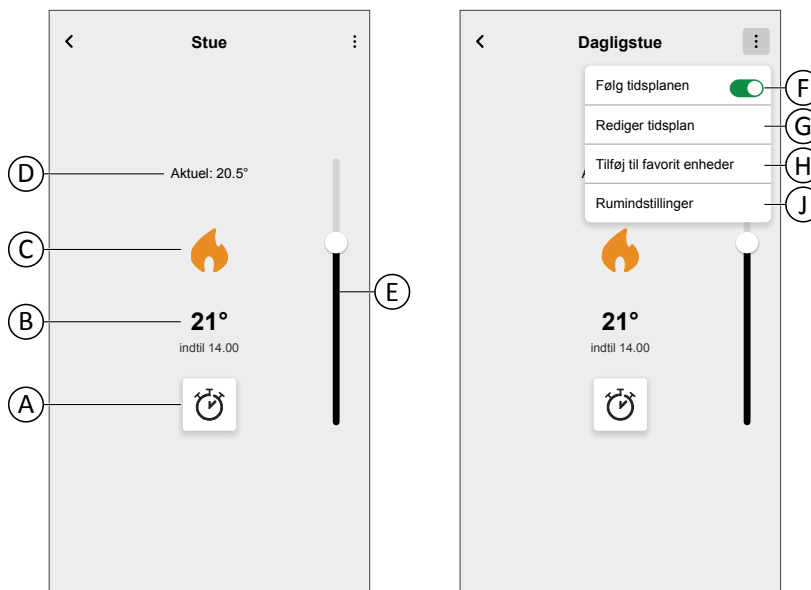 Stue
D
Aktuel: 20.5°
C
E
B
21°
indtil 14.00
A
Dagligstue
Følg tidsplanen
F
Rediger tidsplan
G
Tilføj til favorit enheder
H
Rumindstillinger
J
21°
indtil 14.00